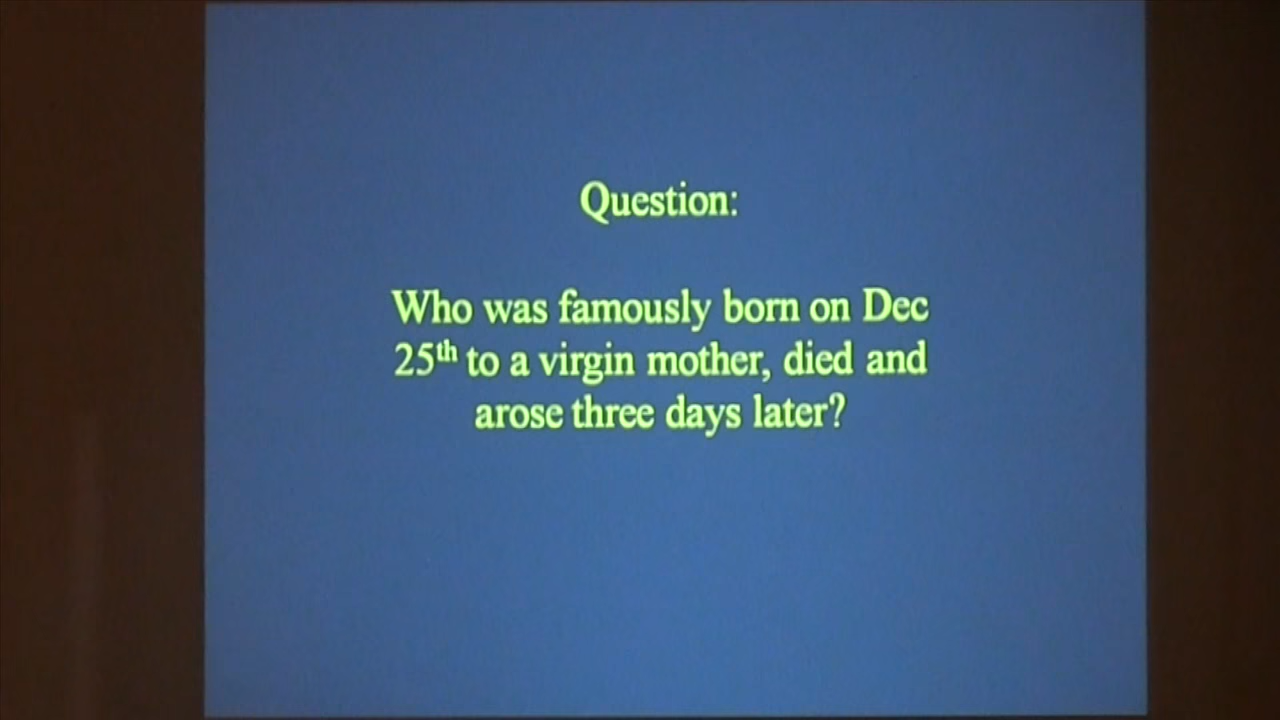 Question:
Who was famously born on Dec
25th to a virgin mother, died and
arose three days later?